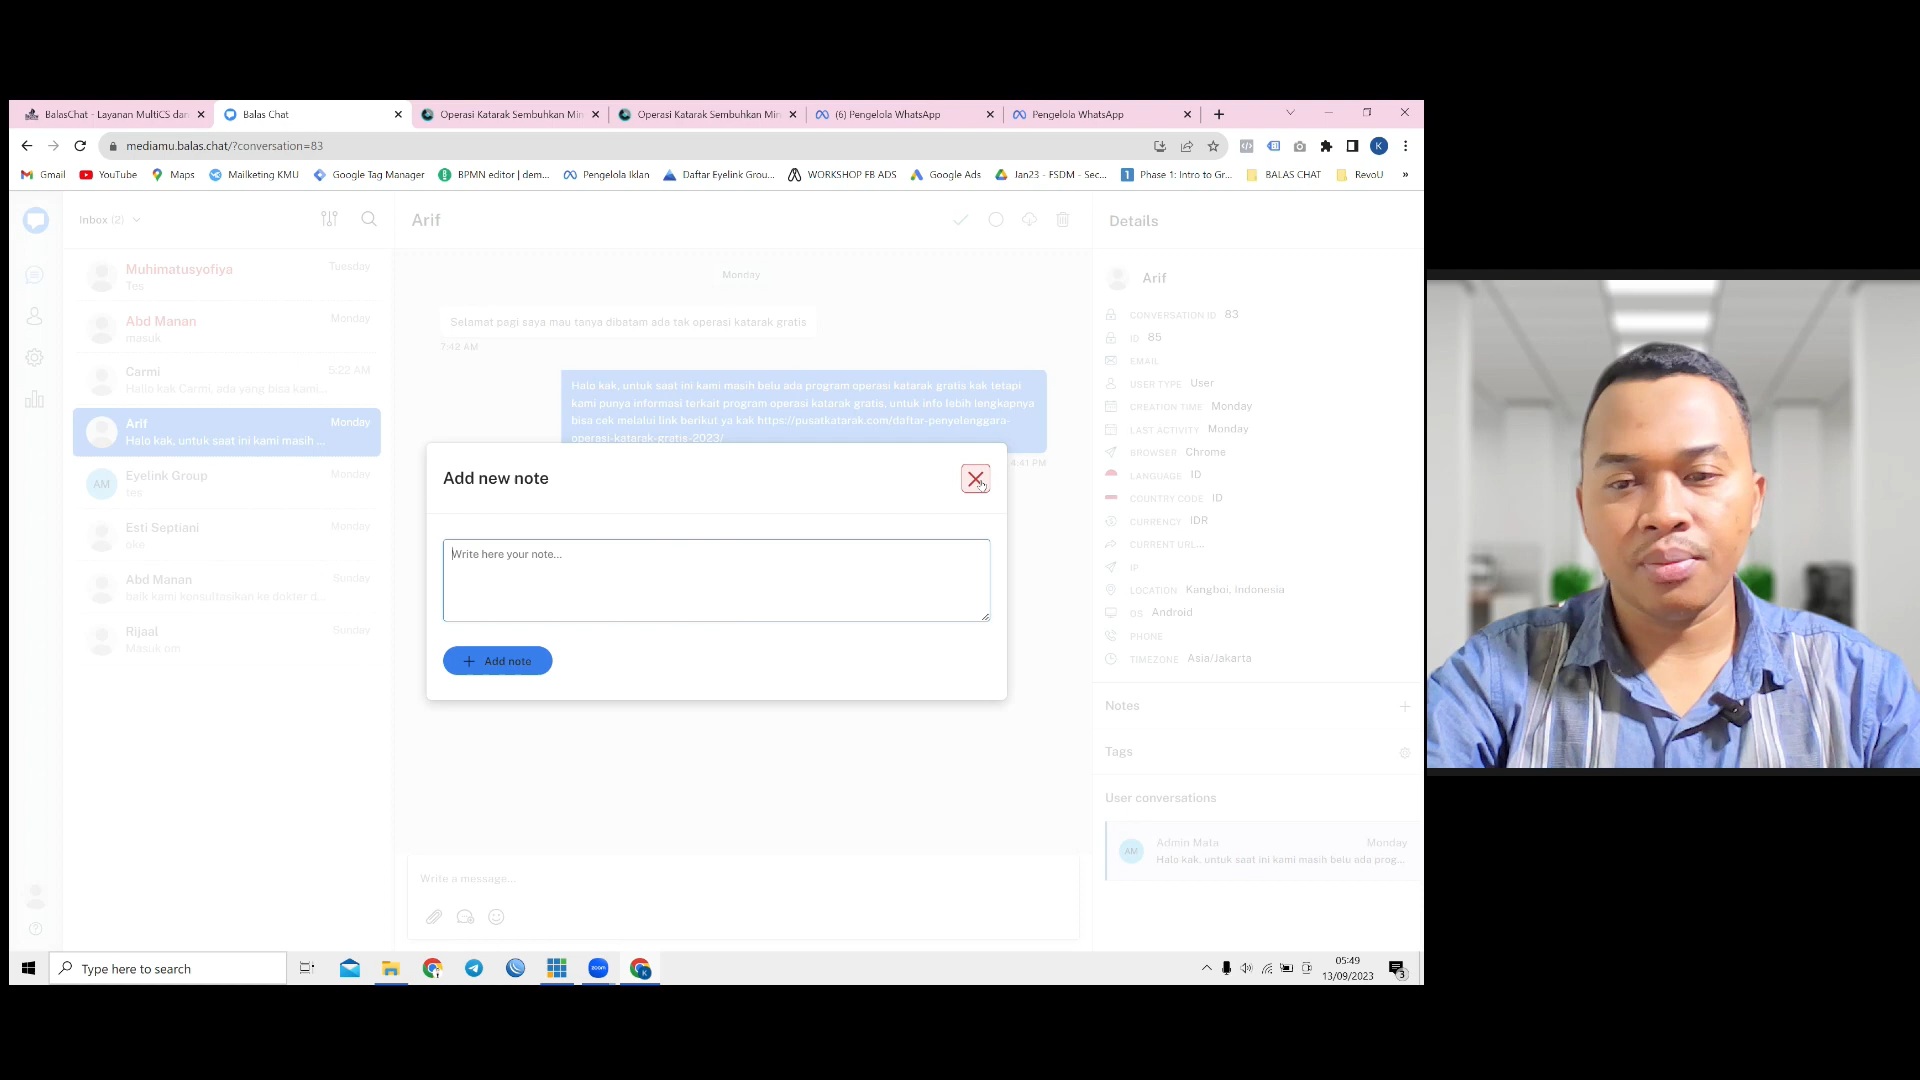 BalasChat - Layanan MultiCS dan
Balas Chat
Operasi Katarak Sembuhkan Min
Operasi Katarak Sembuhkan Min
(6) Pengelola WhatsApp
Pengelola WhatsApp
mediamu.balas.chat/?conversation=83
K
Gmail
YouTube
Maps
Mailketing KMU
Google Tag Manager
BPMN editor | dem...
Pengelola Iklan
Daftar Eyelink Grou...
WORKSHOP FB ADS
Google Ads
Jan23 - FSDM - Sec...
Phase 1: Intro to Gr...
BALAS CHAT
RevoU
Inbox (2)
Muhimatusyofiya
Tuesday
Tes
Abd Manan
Monday
masuk
Carmi
5:22 AM
Hallo kak Carmi, ada yang bisa kami...
Arif
Monday
Halo kak, untuk saat ini kami masih ...
AM
Eyelink Group
Monday
tes
Esti Septiani
Monday
oke
Abd Manan
Sunday
baik kami konsultasikan ke dokter d...
Rijaal
Sunday
Masuk om
Arif
Monday
Selamat pagi saya mau tanya dibatam ada tak operasi katarak gratis
7:42 AM
Halo kak, untuk saat ini kami masih belu ada program operasi katarak gratis kak tetapi
kami punya informasi terkait program operasi katarak gratis, untuk info lebih lengkapnya
bisa cek melalui link berikut ya kak https://pusatkatarak.com/daftar-penyelenggara-
operasi-katarak-gratis-2023/
4:41 PM
Add new note
Write here your note...
Add note
Write a message...
Details
Arif
CONVERSATION ID 83
ID 85
EMAIL
USER TYPE User
CREATION TIME Monday
LAST ACTIVITY Monday
BROWSER Chrome
LANGUAGE ID
COUNTRY CODE ID
CURRENCY IDR
CURRENT URL...
IP
LOCATION Kangboi, Indonesia
OS Android
PHONE
TIMEZONE Asia/Jakarta
Notes
Tags
User conversations
AM
Admin Mata
Monday
Halo kak, untuk saat ini kami masih belu ada prog...
Type here to search
zoom
05:49
13/09/2023
3